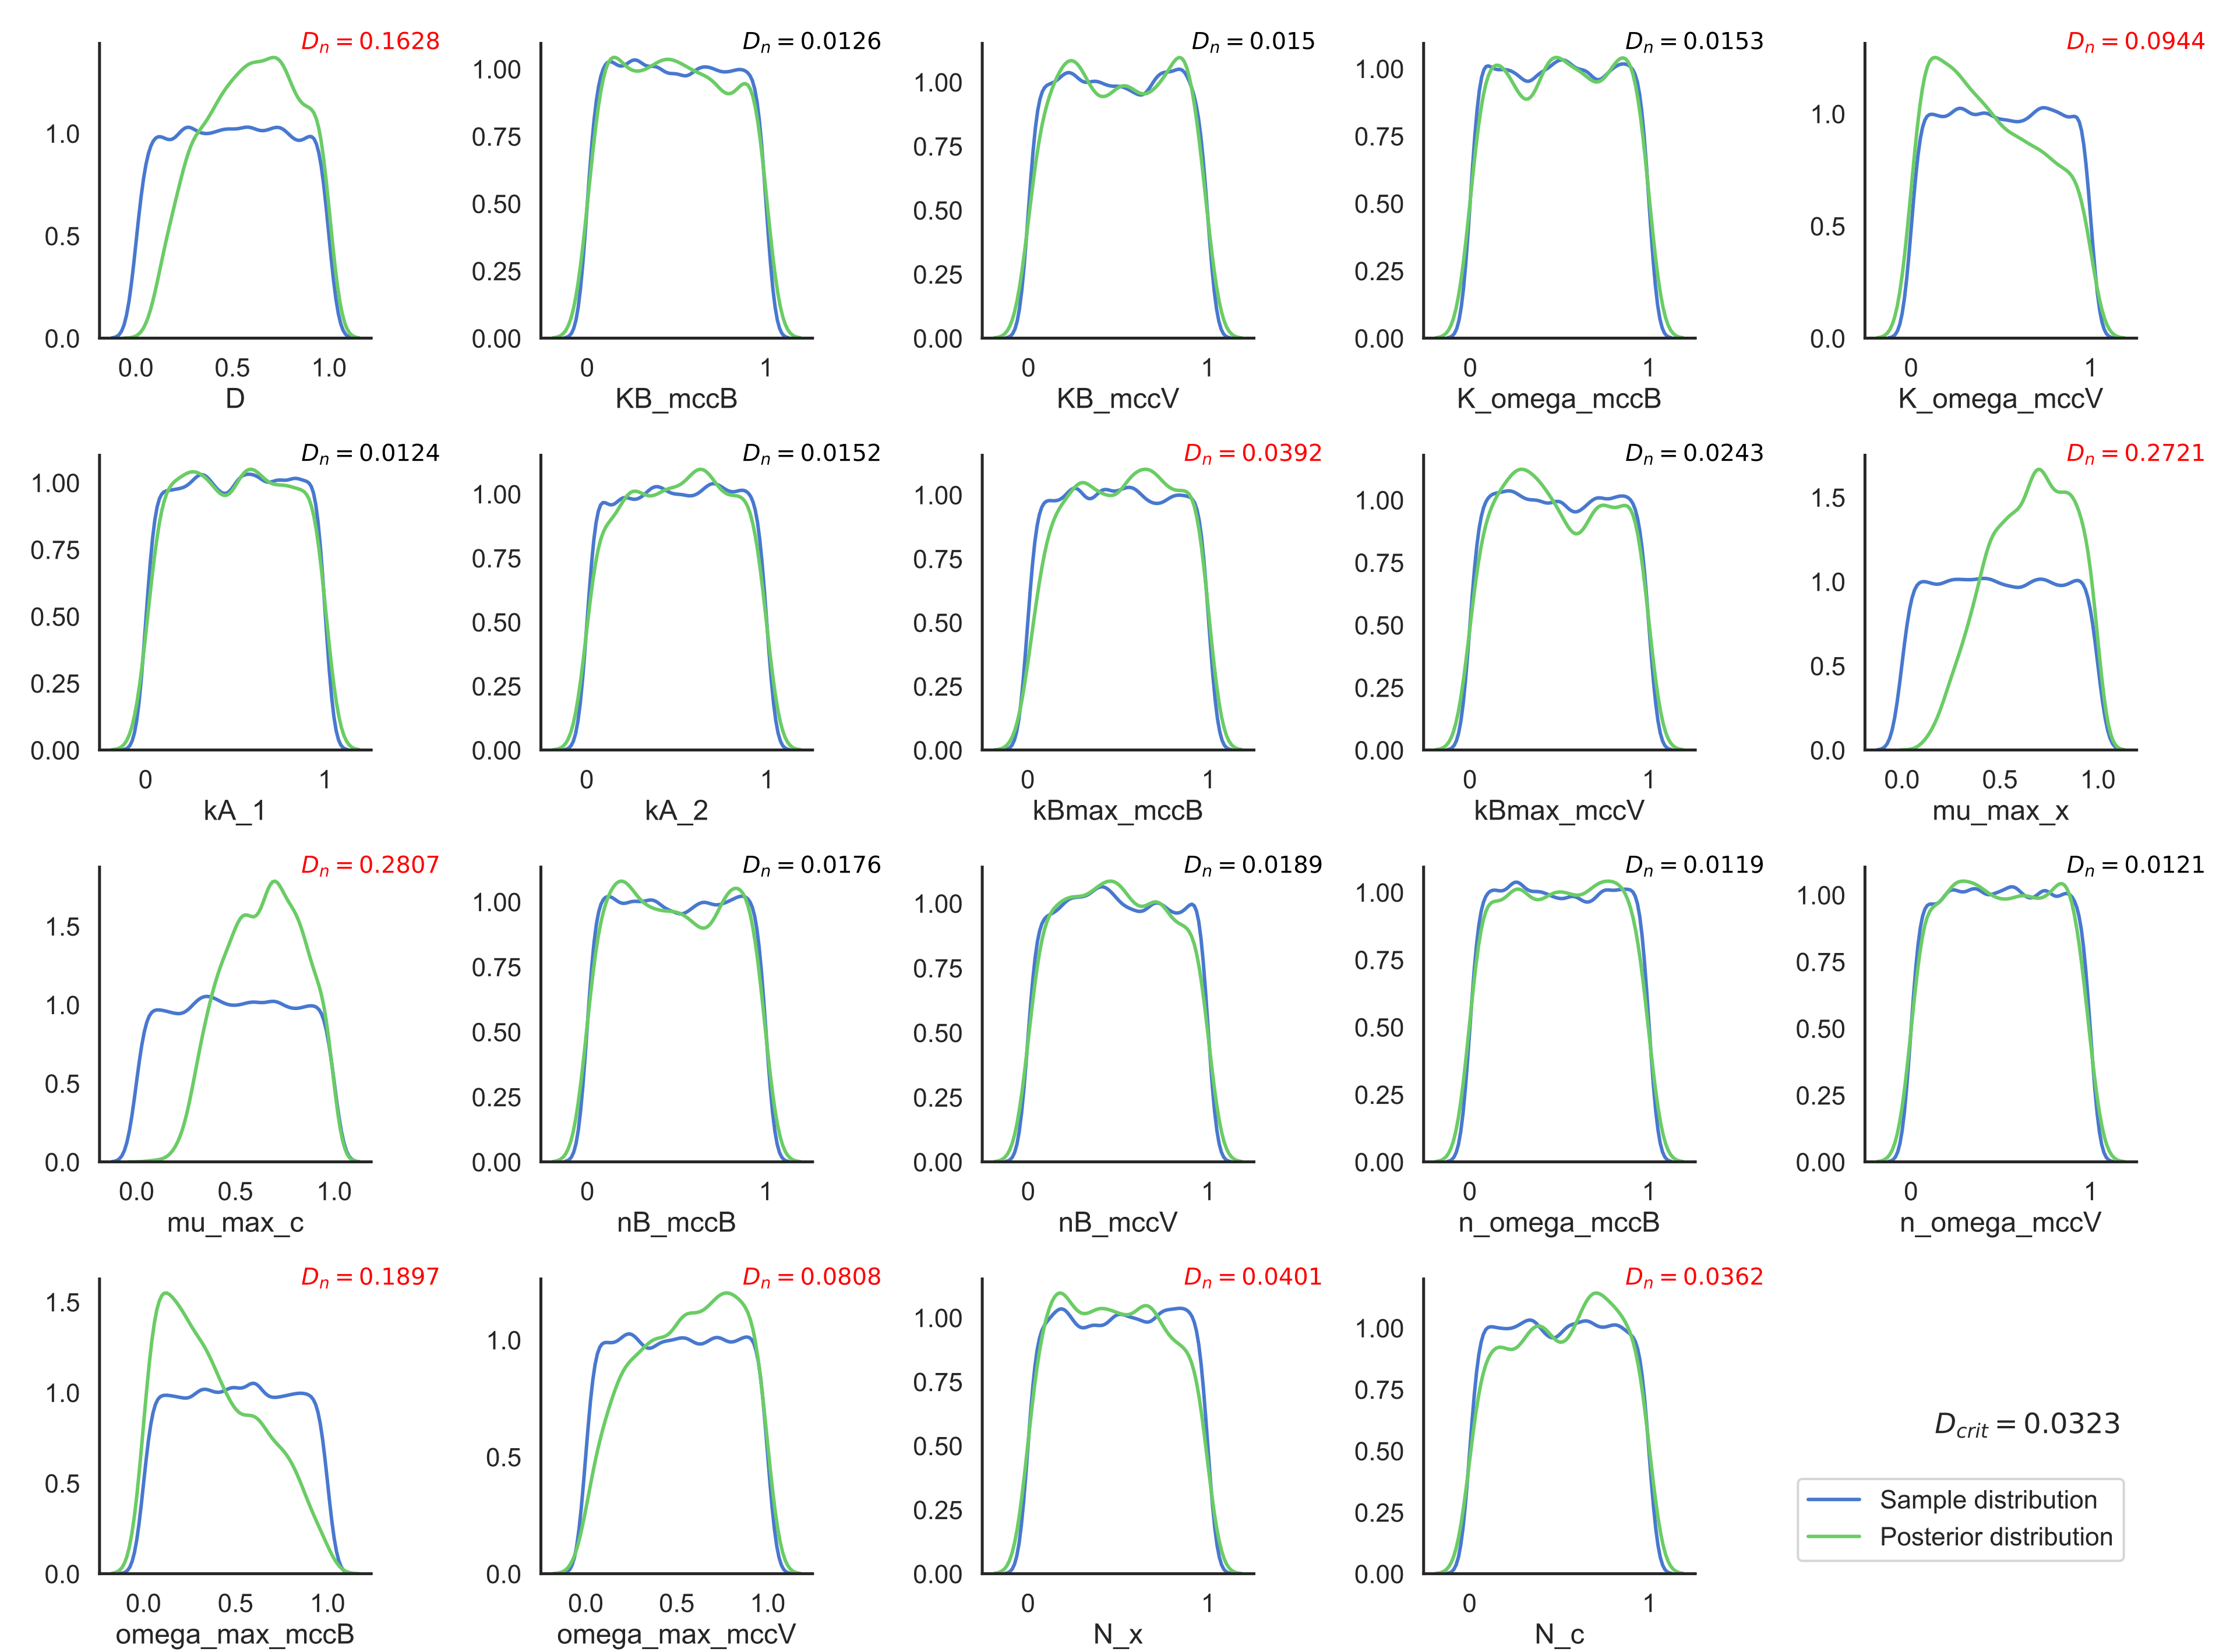 D_n = 0.1628
1.0
0.5
0.0
0.0 0.5 1.0
D
D_n = 0.0126
1.00
0.75
0.50
0.25
0.00
0 1
KB_mccB
D_n = 0.015
1.00
0.75
0.50
0.25
0.00
0 1
KB_mccV
D_n = 0.0153
1.00
0.75
0.50
0.25
0.00
0 1
K_omega_mccB
D_n = 0.0944
1.0
0.5
0.0
0 1
K_omega_mccV
D_n = 0.0124
1.00
0.75
0.50
0.25
0.00
0 1
kA_1
D_n = 0.0152
1.00
0.75
0.50
0.25
0.00
0 1
kA_2
D_n = 0.0392
1.00
0.75
0.50
0.25
0.00
0 1
kBmax_mccB
D_n = 0.0243
1.00
0.75
0.50
0.25
0.00
0 1
kBmax_mccV
D_n = 0.2721
1.5
1.0
0.5
0.0
0.0 0.5 1.0
mu_max_x
D_n = 0.2807
1.5
1.0
0.5
0.0
0.0 0.5 1.0
mu_max_c
D_n = 0.0176
1.00
0.75
0.50
0.25
0.00
0 1
nB_mccB
D_n = 0.0189
1.00
0.75
0.50
0.25
0.00
0 1
nB_mccV
D_n = 0.0119
1.00
0.75
0.50
0.25
0.00
0 1
n_omega_mccB
D_n = 0.0121
1.00
0.75
0.50
0.25
0.00
0 1
n_omega_mccV
D_n = 0.1897
1.5
1.0
0.5
0.0
0.0 0.5 1.0
omega_max_mccB
D_n = 0.0808
1.0
0.5
0.0
0.0 0.5 1.0
omega_max_mccV
D_n = 0.0401
1.00
0.75
0.50
0.25
0.00
0 1
N_x
D_n = 0.0362
1.00
0.75
0.50
0.25
0.00
0 1
N_c
D_crit = 0.0323
Sample distribution
Posterior distribution